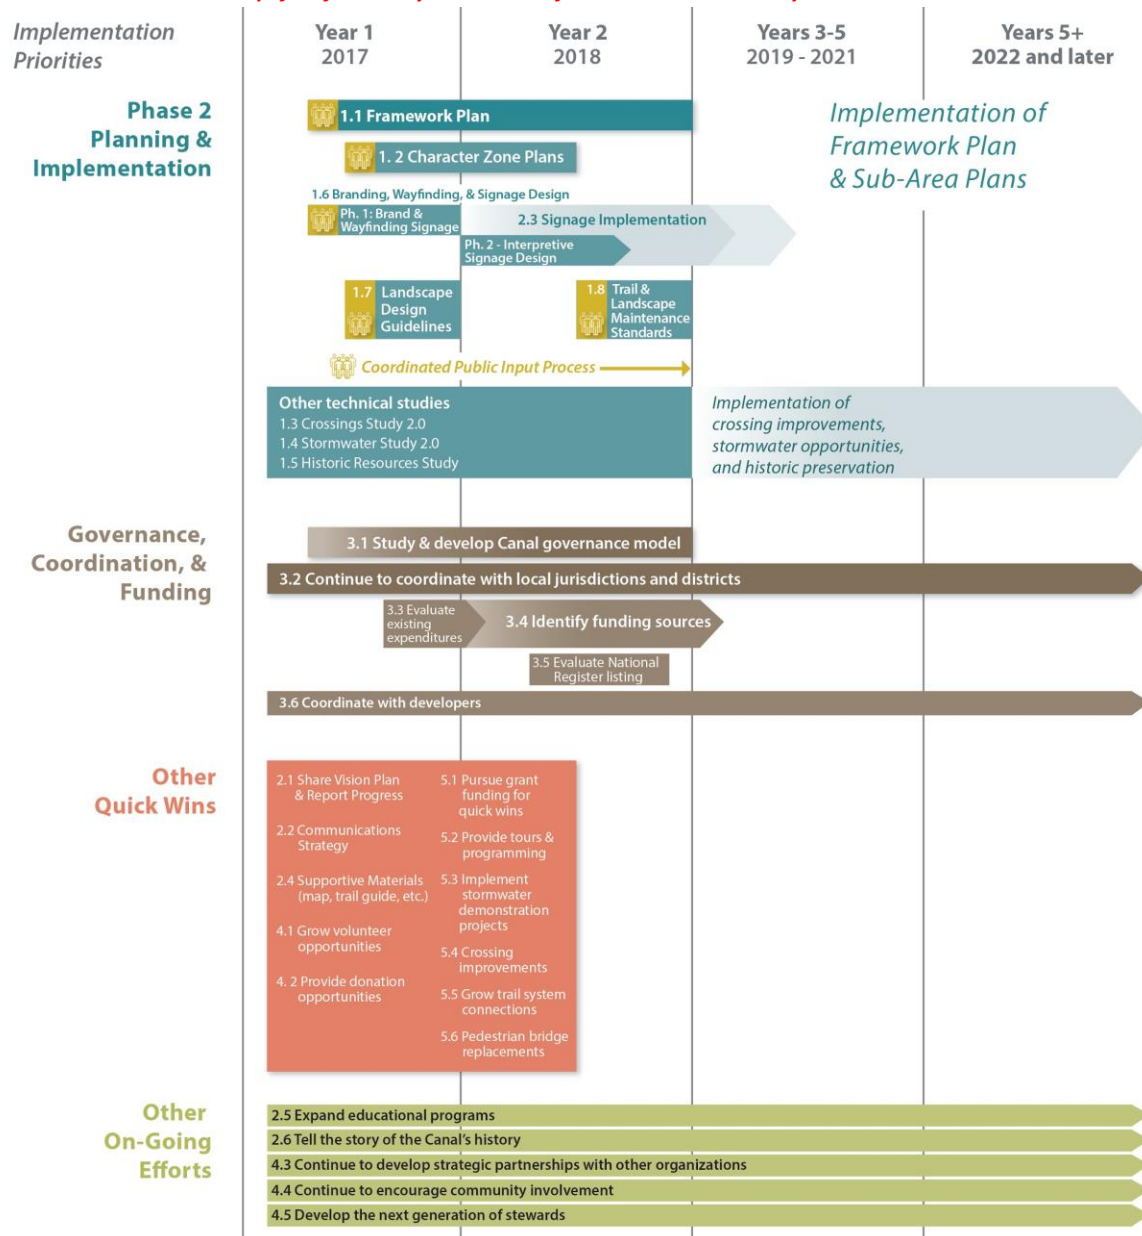 Implementation
Priorities
Year 1
2017
Year 2
2018
Years 3-5
2019 - 2021
Years 5+
2022 and later
Phase 2
Planning &
Implementation
1.1 Framework Plan
1. 2 Character Zone Plans
1.6 Branding, Wayfinding, & Signage Design
Ph. 1: Brand &
Wayfinding Signage
2.3 Signage Implementation
Ph. 2 - Interpretive
Signage Design
1.7 Landscape
Design
Guidelines
1.8 Trail &
Landscape
Maintenance
Standards
Coordinated Public Input Process
Implementation of
Framework Plan
& Sub-Area Plans
Other technical studies
1.3 Crossings Study 2.0
1.4 Stormwater Study 2.0
1.5 Historic Resources Study
Implementation of
crossing improvements,
stormwater opportunities,
and historic preservation
Governance,
Coordination, &
Funding
3.1 Study & develop Canal governance model
3.2 Continue to coordinate with local jurisdictions and districts
3.3 Evaluate
existing
expenditures
3.4 Identify funding sources
3.5 Evaluate National
Register listing
3.6 Coordinate with developers
Other
Quick Wins
2.1 Share Vision Plan
& Report Progress
2.2 Communications
Strategy
2.4 Supportive Materials
(map, trail guide, etc.)
4.1 Grow volunteer
opportunities
4. 2 Provide donation
opportunities
5.1 Pursue grant
funding for
quick wins
5.2 Provide tours &
programming
5.3 Implement
stormwater
demonstration
projects
5.4 Crossing
improvements
5.5 Grow trail system
connections
5.6 Pedestrian bridge
replacements
Other
On-Going
Efforts
2.5 Expand educational programs
2.6 Tell the story of the Canal's history
4.3 Continue to develop strategic partnerships with other organizations
4.4 Continue to encourage community involvement
4.5 Develop the next generation of stewards